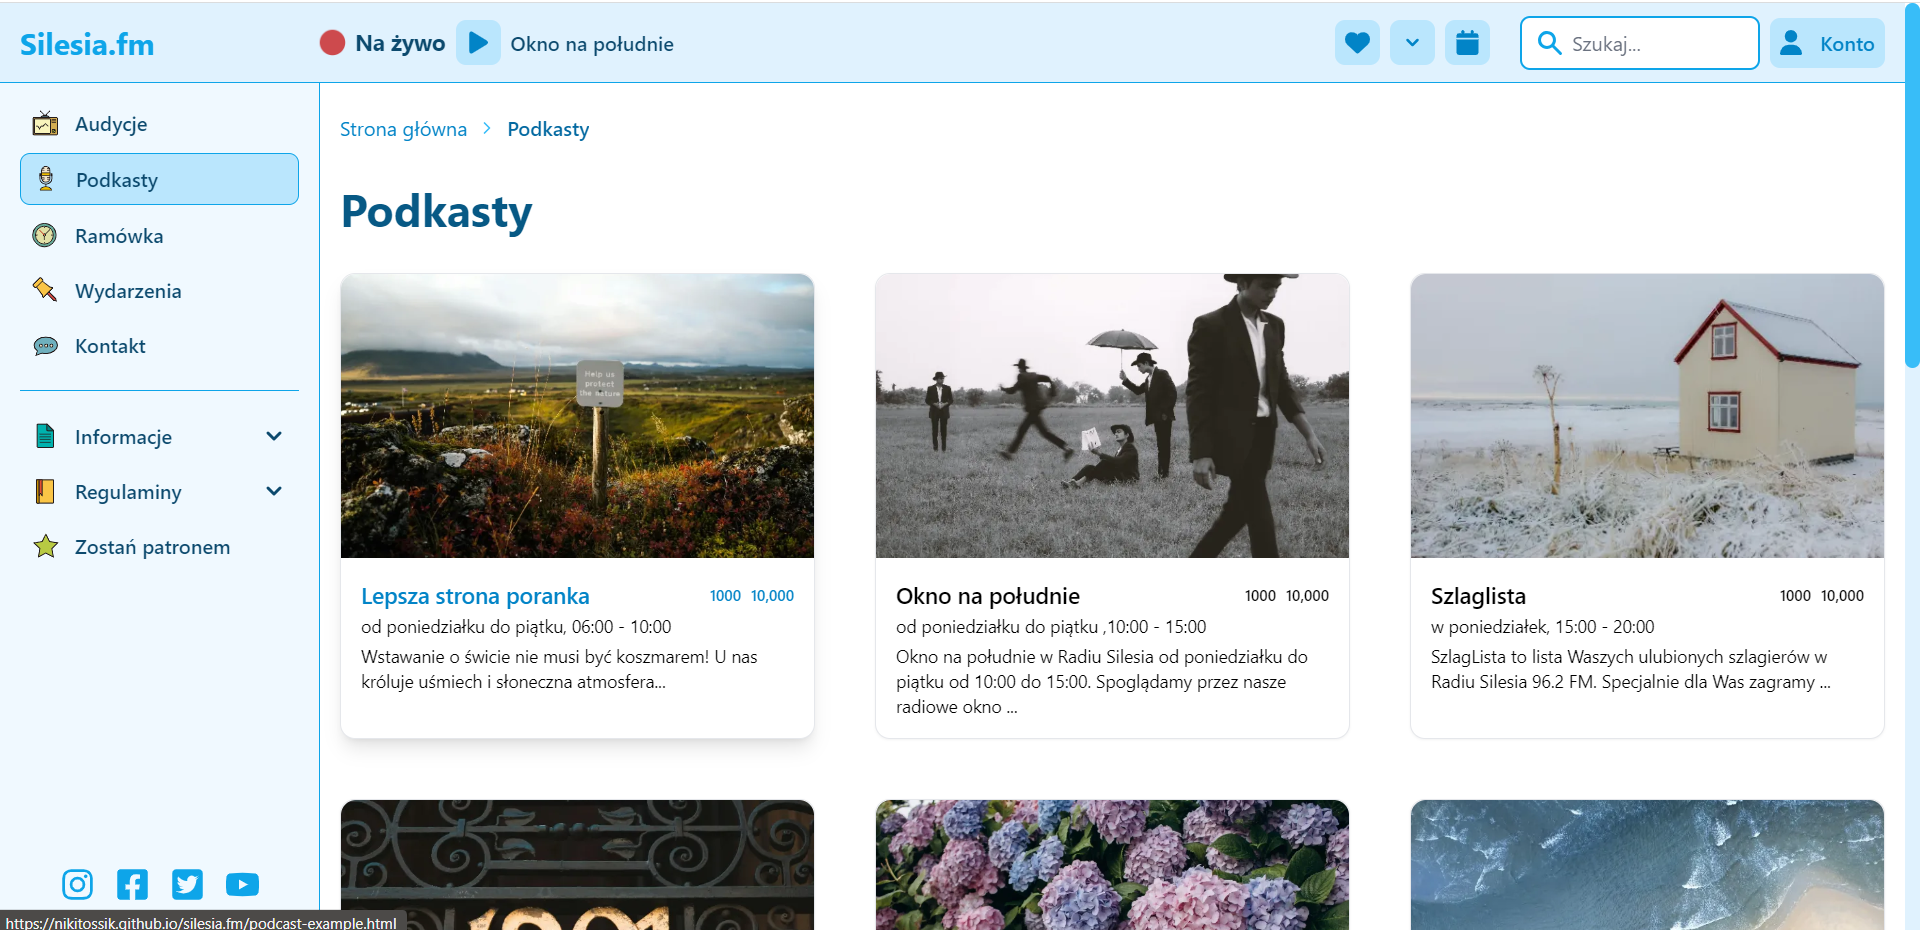 Silesia.fm
Na żywo
Okno na południe
Szukaj...
Konto
Audycje
Podkasty
Ramówka
Wydarzenia
Kontakt
Informacje
Regulaminy
Zostań patronem
Strona główna > Podkasty
Podkasty
Help us
protect
the nature
Lepsza strona poranka
1000 10,000
od poniedziałku do piątku, 06:00 - 10:00
Wstawanie o świcie nie musi być koszmarem! U nas
króluje uśmiech i słoneczna atmosfera...
Okno na południe
1000 10,000
od poniedziałku do piątku ,10:00 - 15:00
Okno na południe w Radiu Silesia od poniedziałku do
piątku od 10:00 do 15:00. Spoglądamy przez nasze
radiowe okno ...
Szlaglista
1000 10,000
w poniedziałek, 15:00 - 20:00
SzlagLista to lista Waszych ulubionych szlagierów w
Radiu Silesia 96.2 FM. Specjalnie dla Was zagramy ...
1901
https://nikitossik.github.io/silesia.fm/podcast-example.html